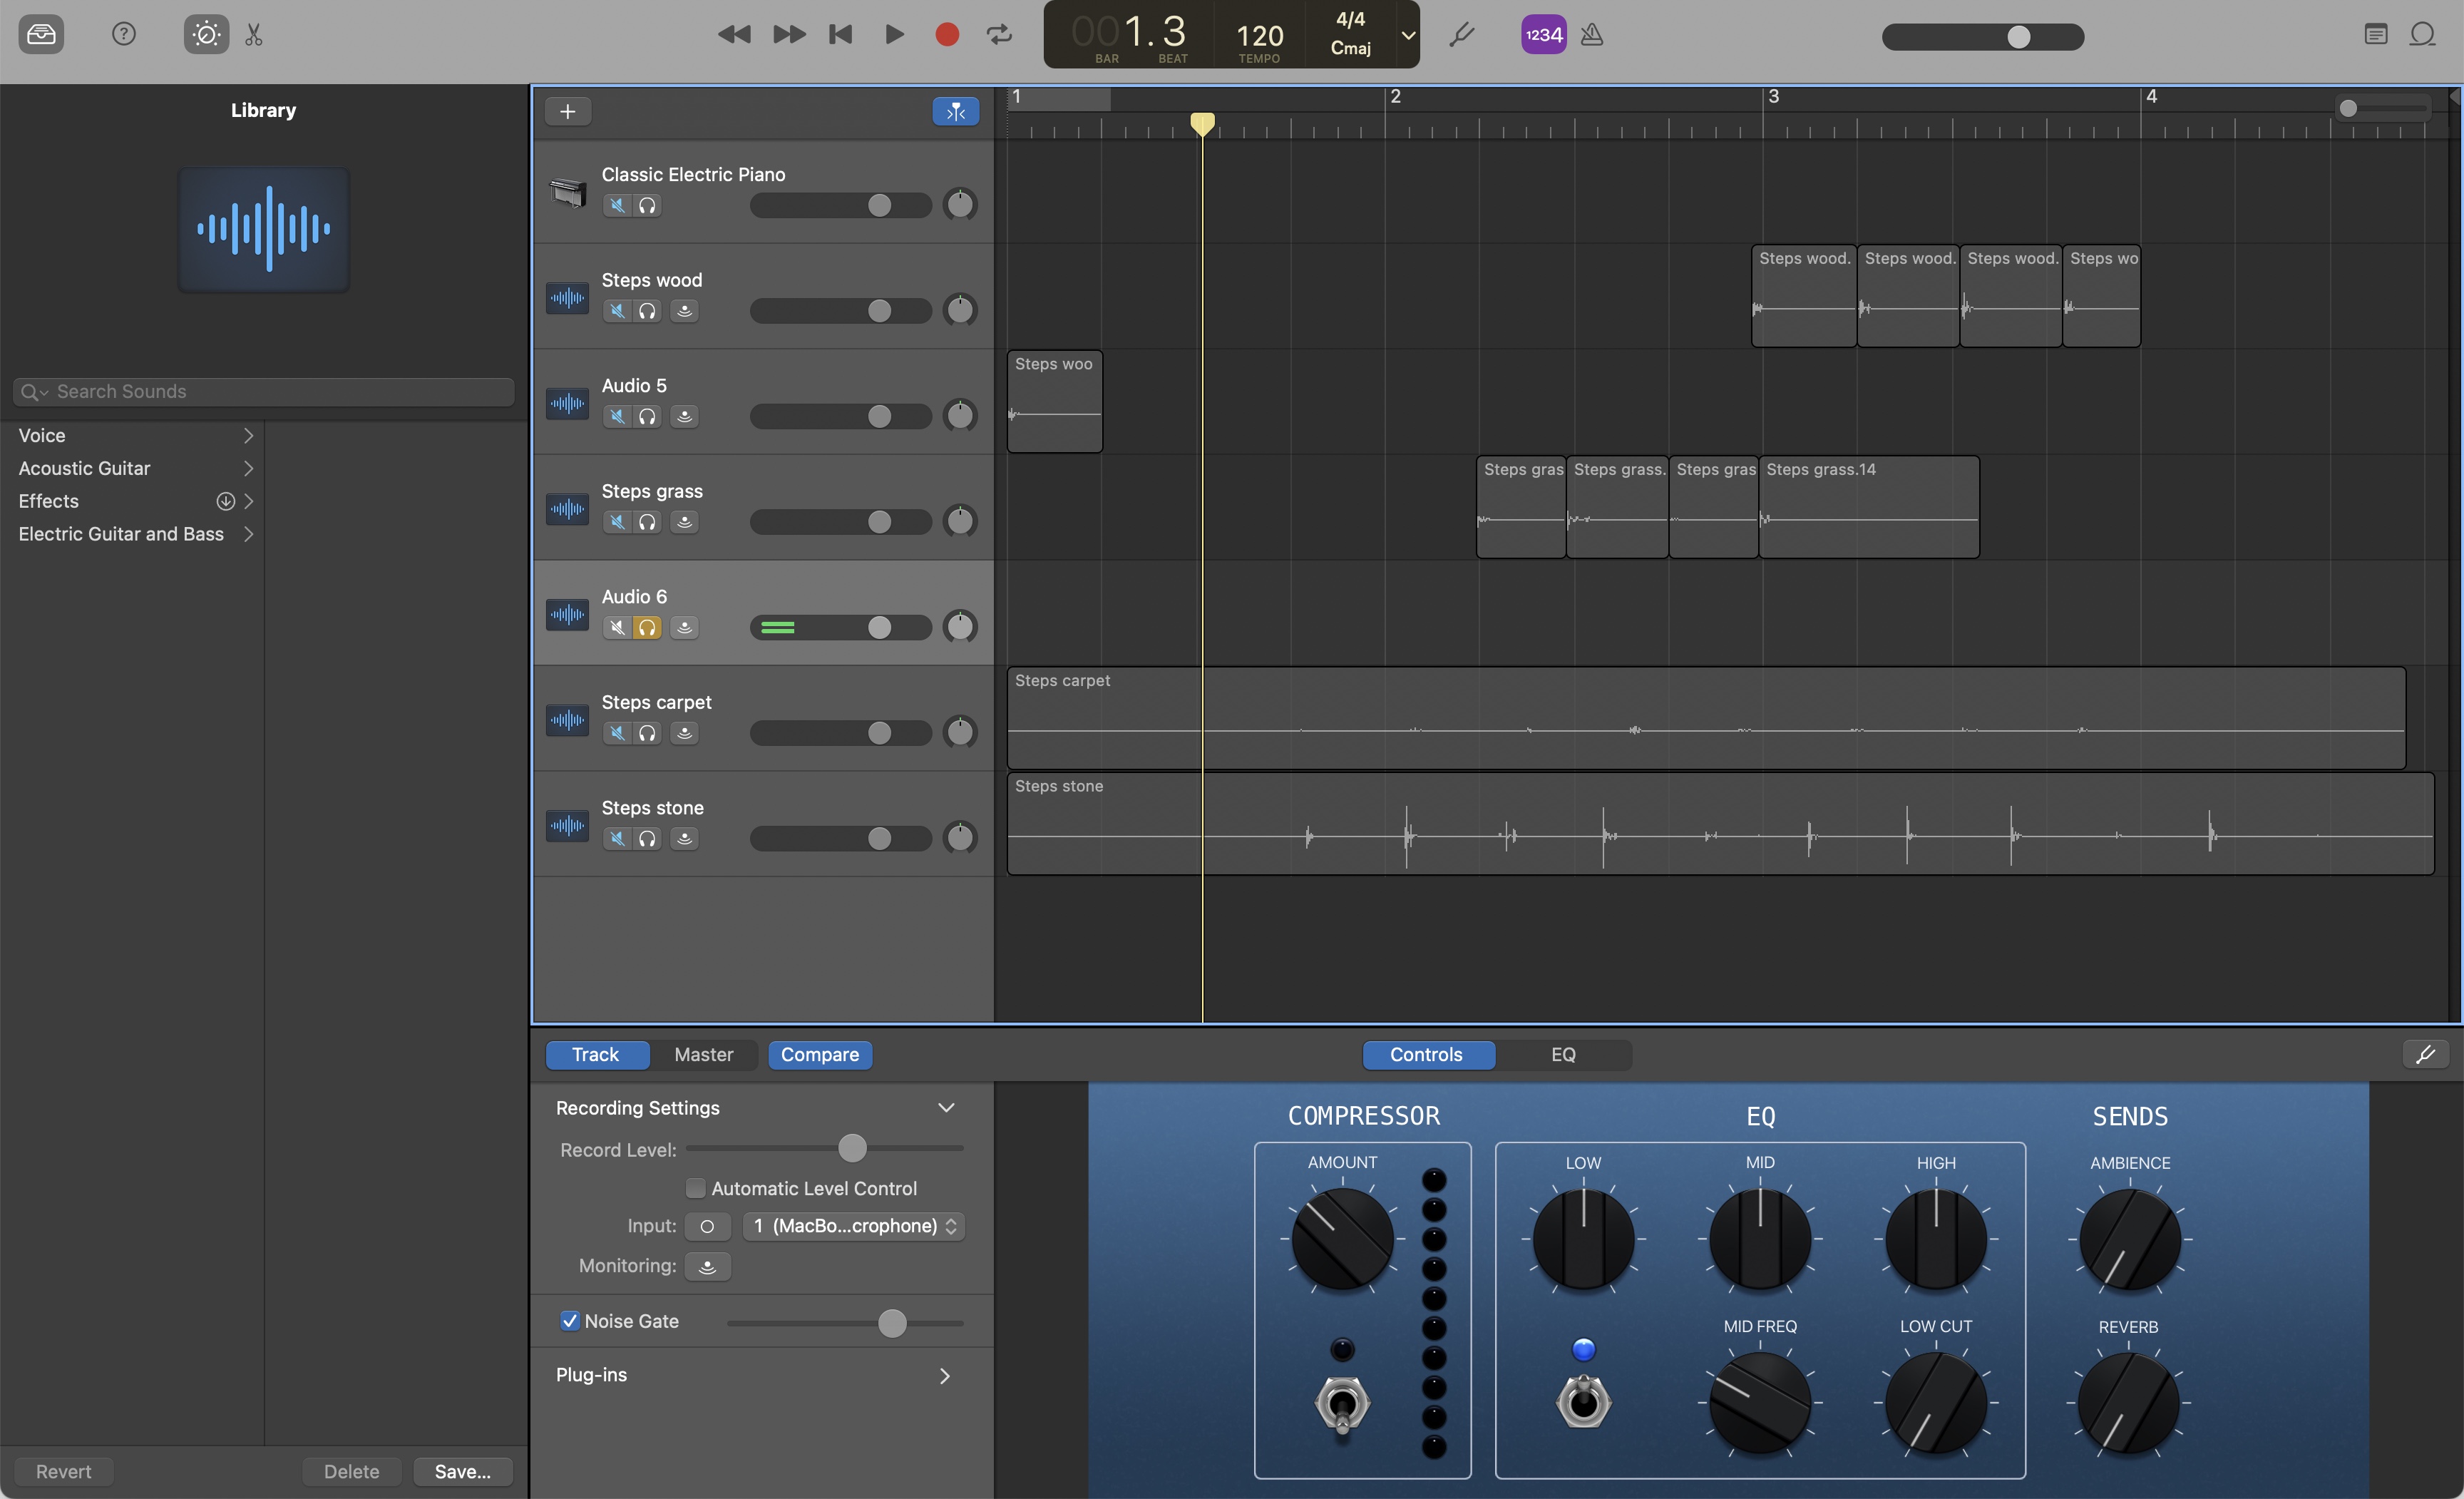 001.3
BAR
BEAT
120
TEMPO
4/4
Cmaj
1234
Library
Search Sounds
Voice
Acoustic Guitar
Effects
Electric Guitar and Bass
Revert
Delete
Save...
1
2
3
4
Classic Electric Piano
Steps wood
Steps wood.
Steps wood.
Steps wood.
Steps wo
Audio 5
Steps woo
Steps grass
Steps gras
Steps grass.
Steps gras
Steps grass.14
Audio 6
Steps carpet
Steps carpet
Steps stone
Steps stone
Track
Master
Compare
Controls
EQ
Recording Settings
Record Level:
Automatic Level Control
Input:
1 (MacBo...crophone)
Monitoring:
Noise Gate
Plug-ins
COMPRESSOR
EQ
SENDS
AMOUNT
LOW
MID
HIGH
AMBIENCE
MID FREQ
LOW CUT
REVERB